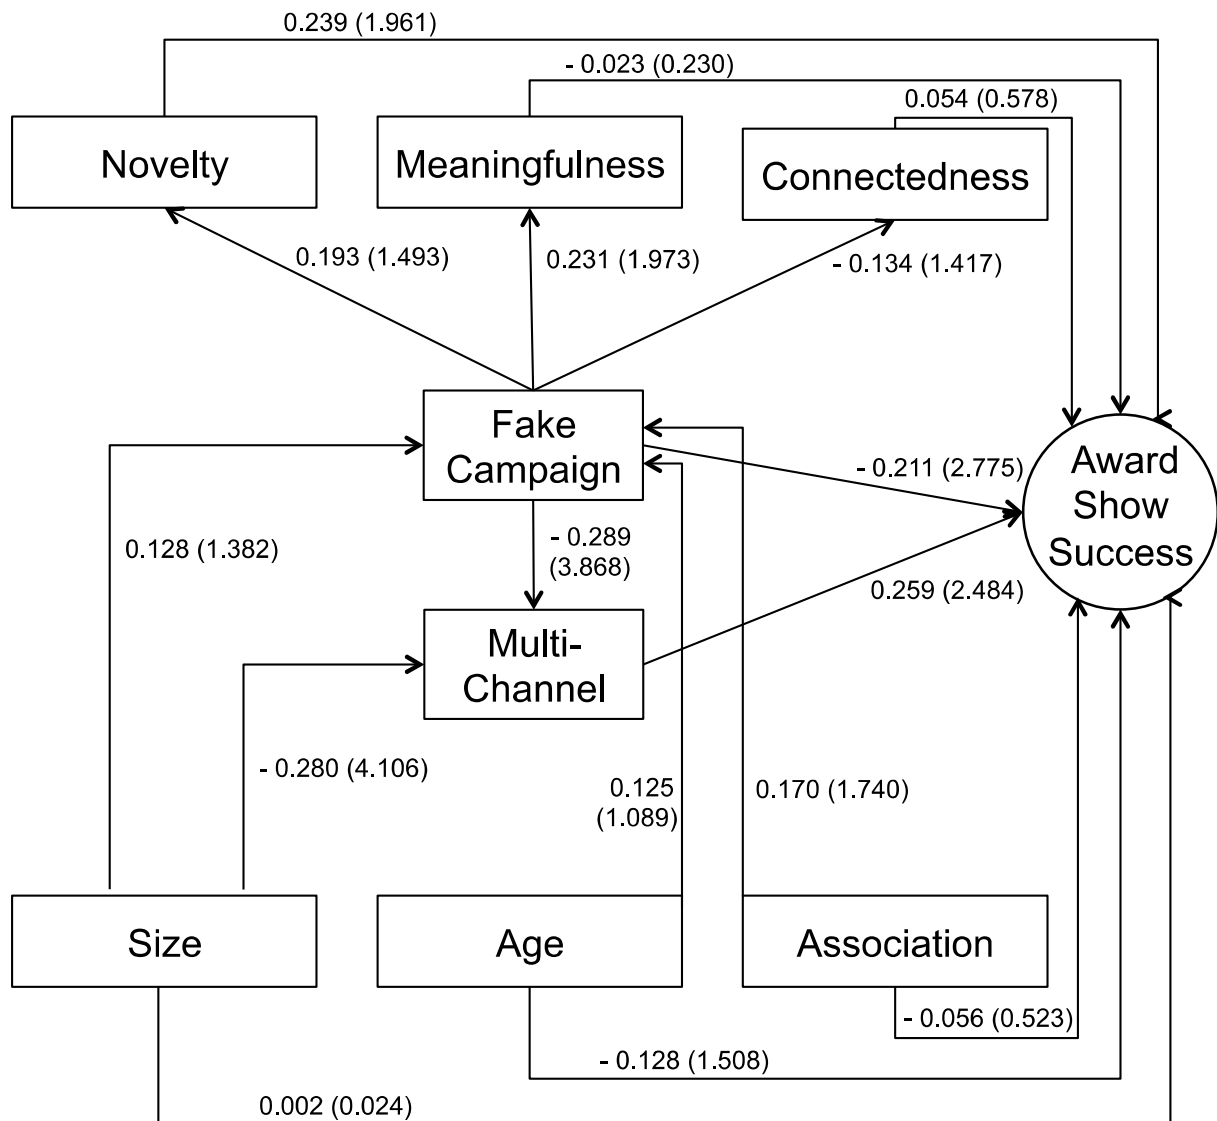 0.239 (1.961)
- 0.023 (0.230)
0.054 (0.578)
Novelty
Meaningfulness
Connectedness
0.193 (1.493)
0.231 (1.973)
- 0.134 (1.417)
Fake
Campaign
- 0.211 (2.775)
Award
Show
Success
0.128 (1.382)
- 0.289
(3.868)
0.259 (2.484)
Multi-
Channel
- 0.280 (4.106)
0.125
(1.089)
0.170 (1.740)
Size
Age
Association
- 0.056 (0.523)
- 0.128 (1.508)
0.002 (0.024)